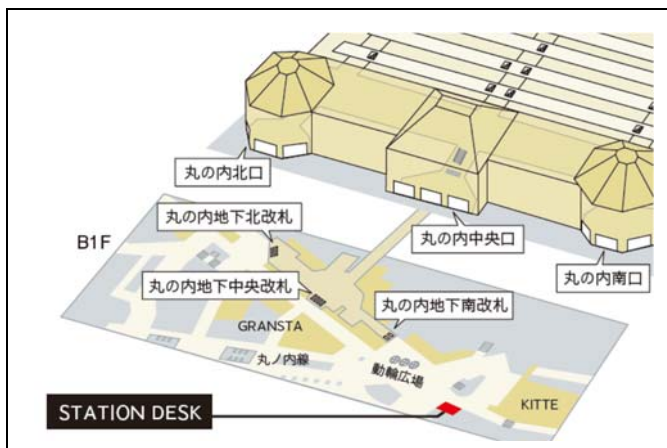 丸の内北口
丸の内地下北改札
B1F
丸の内中央口
丸の内南口
丸の内地下中央改札
丸の内地下南改札
GRANSTA
丸ノ内線
動輪広場
KITTE
STATION DESK